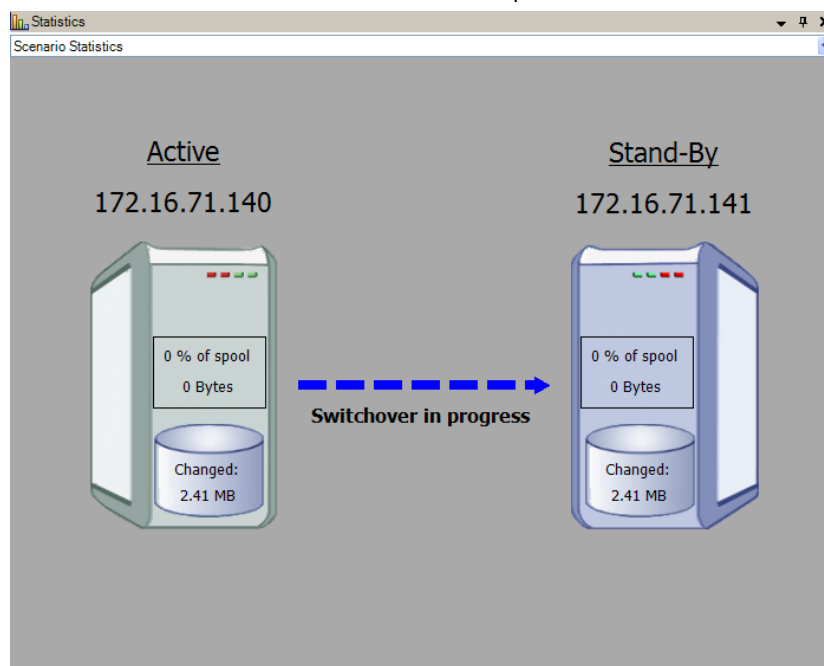 Statistics
Scenario Statistics
Active
172.16.71.140
Stand-By
172.16.71.141
0 % of spool
0 Bytes
Changed:
2.41 MB
Switchover in progress
0 % of spool
0 Bytes
Changed:
2.41 MB